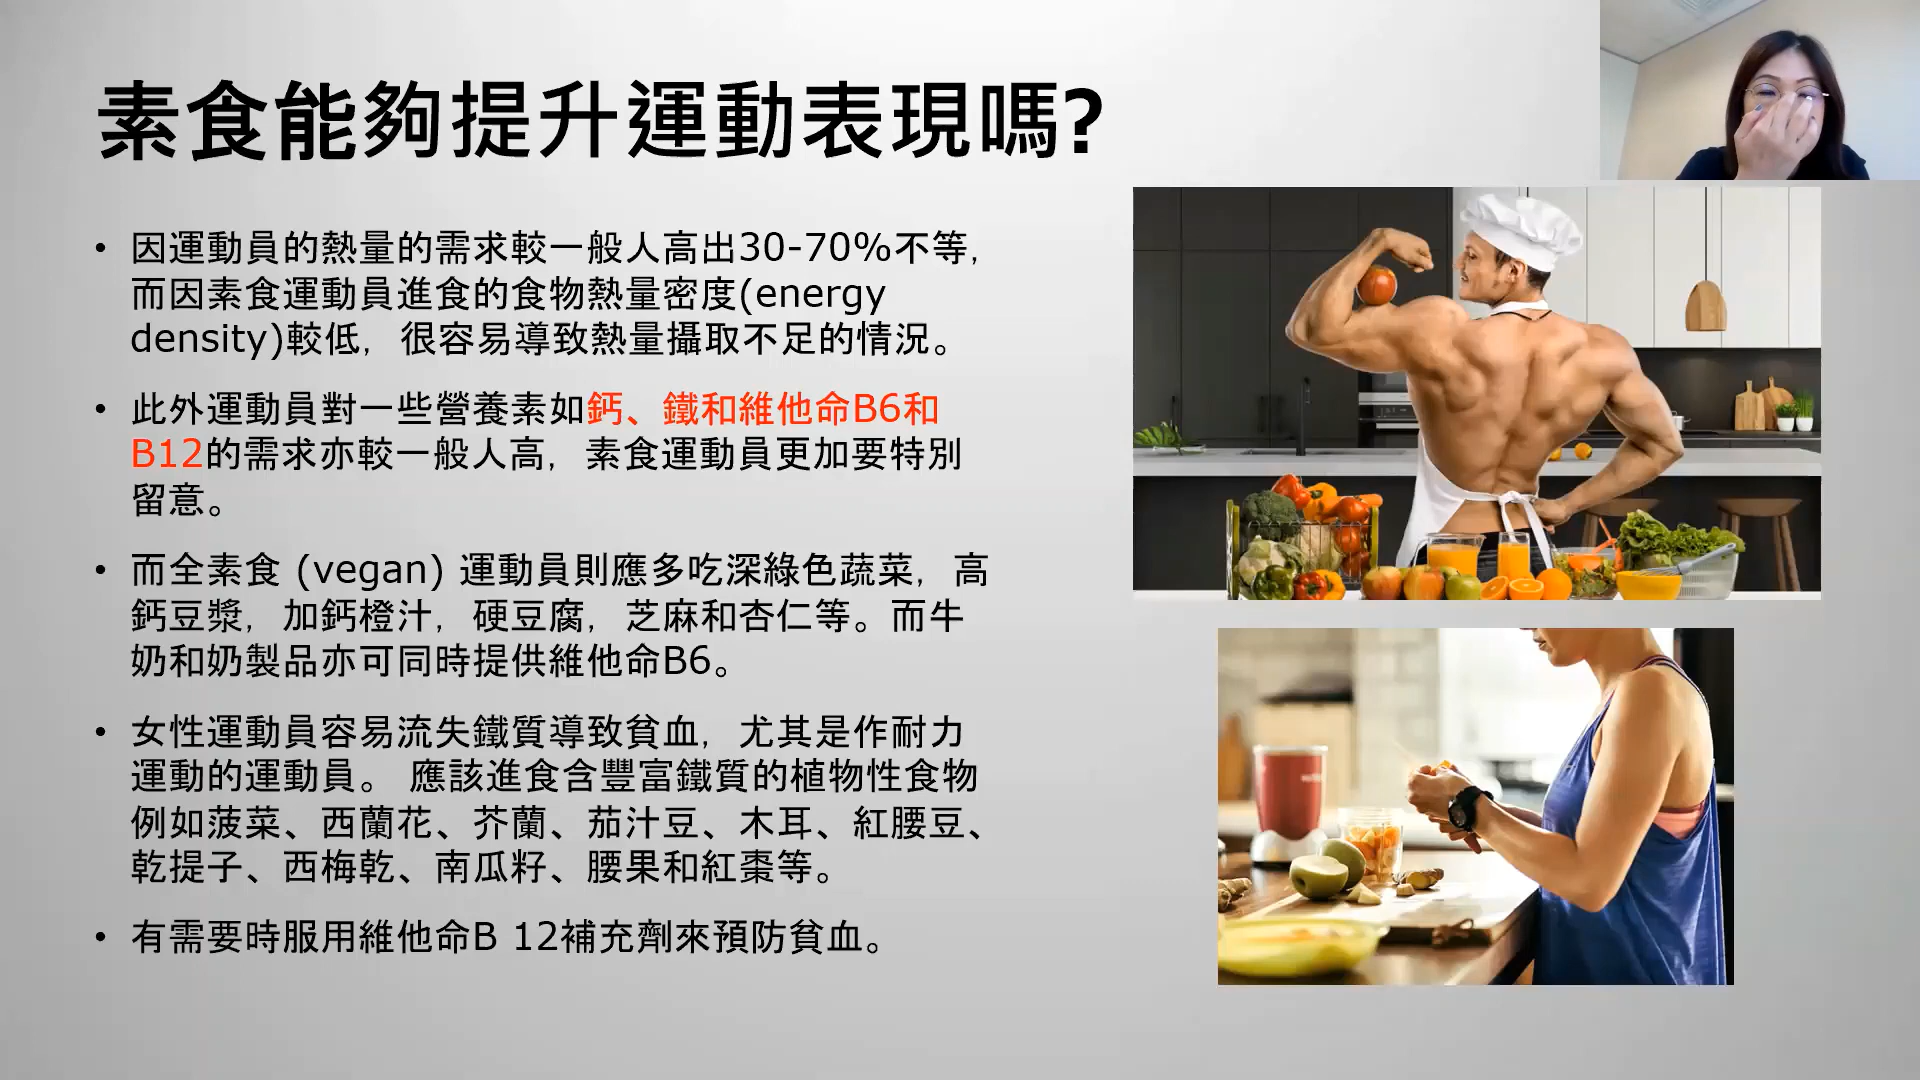 素食能夠提升運動表現嗎?
• 因運動員的熱量的需求較一般人高出30-70%不等,
而因素食運動員進食的食物熱量密度(energy
density)較低, 很容易導致熱量攝取不足的情況。
• 此外運動員對一些營養素如鈣、鐵和維他命B6和
B12的需求亦較一般人高, 素食運動員更加要特別
留意。
• 而全素食 (vegan) 運動員則應多吃深綠色蔬菜, 高
鈣豆漿, 加鈣橙汁, 硬豆腐, 芝麻和杏仁等。而牛
奶和奶製品亦可同時提供維他命B6。
• 女性運動員容易流失鐵質導致貧血, 尤其是作耐力
運動的運動員。 應該進食含豐富鐵質的植物性食物
例如菠菜、西蘭花、芥蘭、茄汁豆、木耳、紅腰豆、
乾提子、西梅乾、南瓜籽、腰果和紅棗等。
• 有需要時服用維他命B 12補充劑來預防貧血。